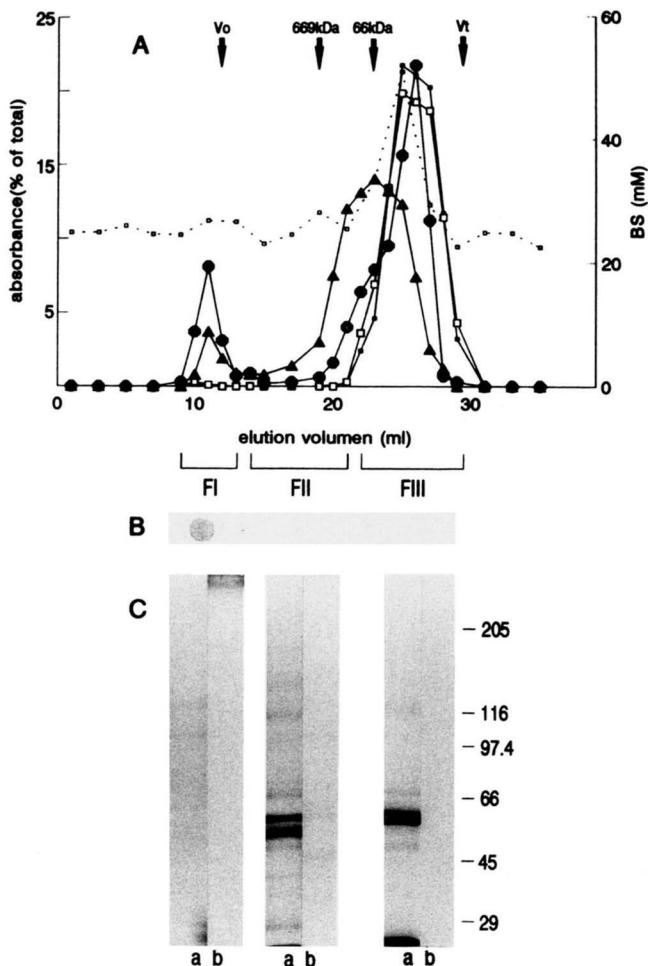 A
Vo 669kDa 66kDa Vt
absorbance(% of total)
25
15
5
BS (mM)
60
40
20
0
0 10 20 30
elution volumen (ml)
FI FII FIII
B
C
205
116
97.4
66
45
29
a b a b a b